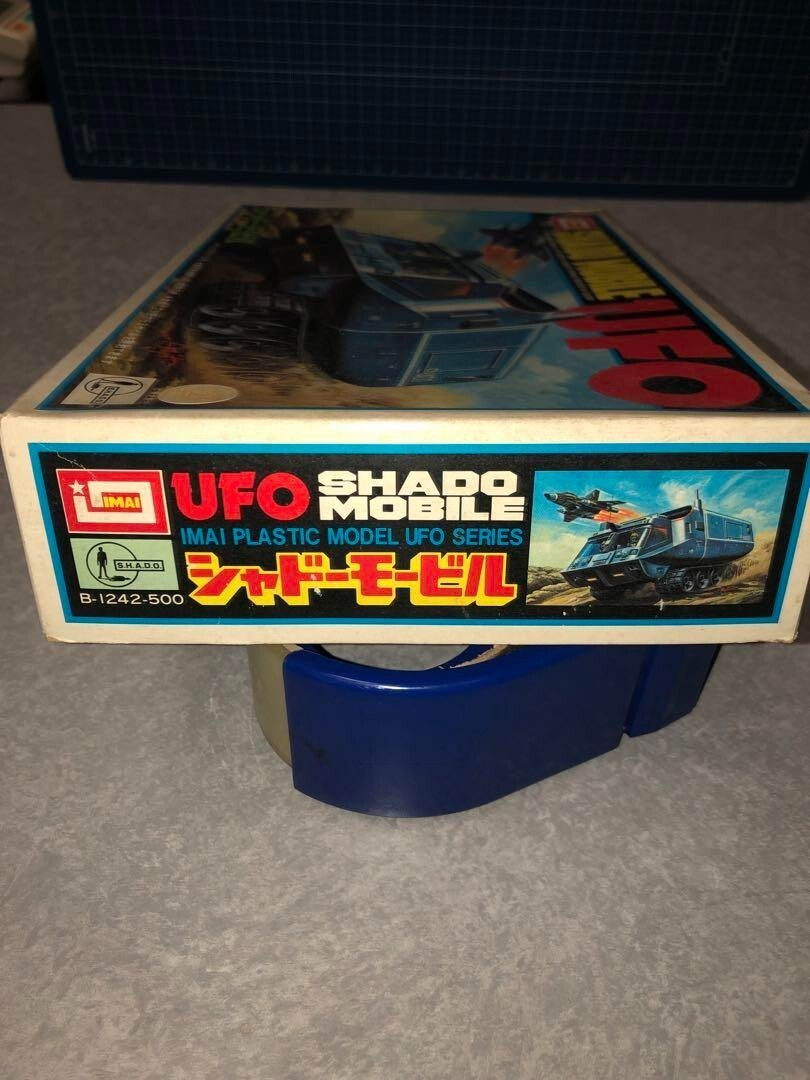 UFO
IMAI
UFO SHADO MOBILE
IMAI PLASTIC MODEL UFO SERIES
S.H.A.D.O.
シャドーモービル
B-1242-500